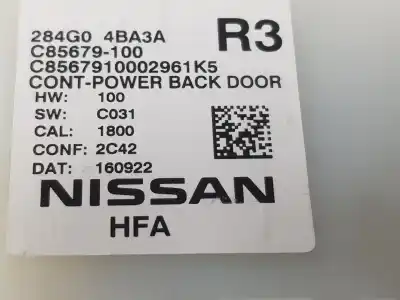 284G0 4BA3A R3
C85679-100
C8567910002961K5
CONT-POWER BACK DOOR
HW: 100
SW: C031
CAL: 1800
CONF: 2C42
DAT: 160922
NISSAN
HFA